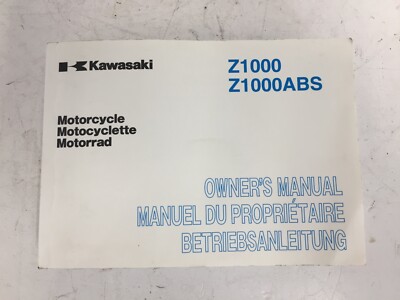 Kawasaki
Z1000
Z1000ABS
Motorcycle
Motocyclette
Motorrad
OWNER'S MANUAL
MANUEL DU PROPRIÉTAIRE
BETRIEBSANLEITUNG